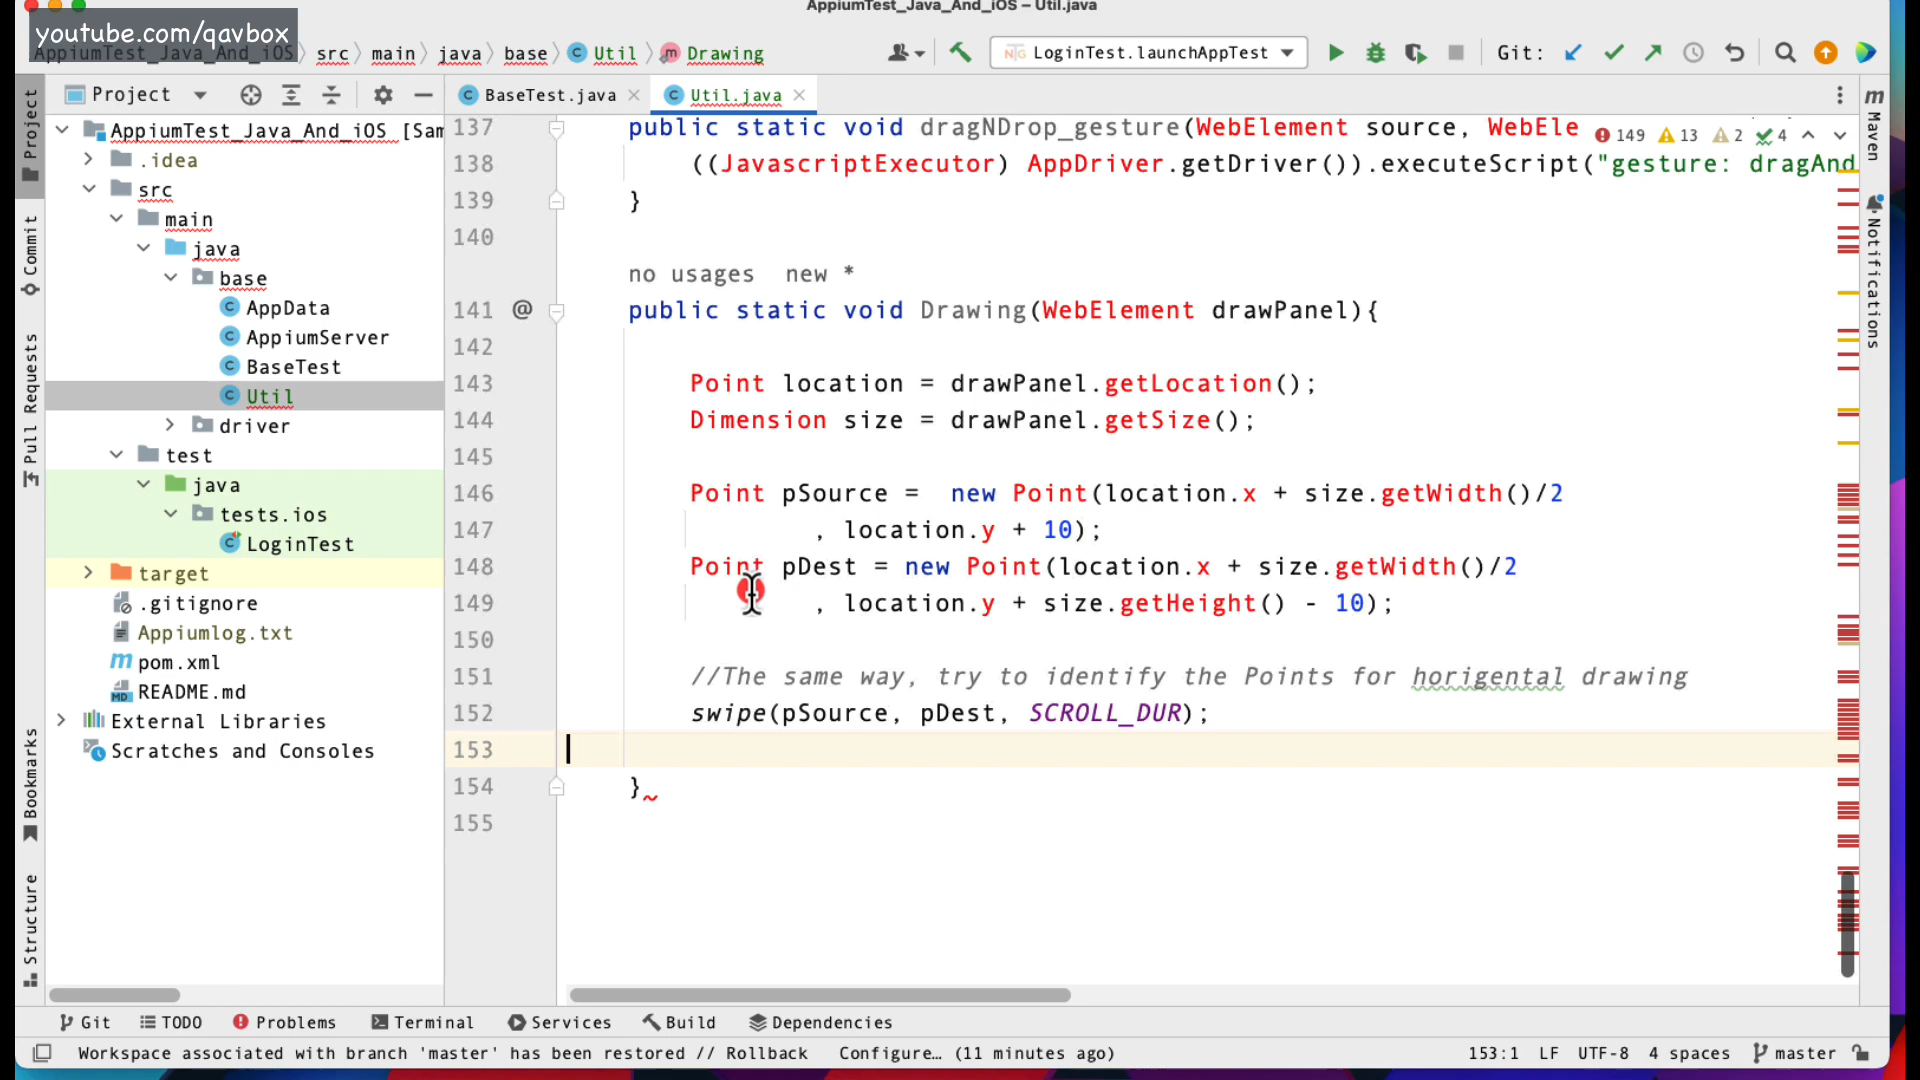 AppiumTest_Java_And_iOS – Util.java
youtube.com/qavbox
AppiumTest_Java_And_iOS src main java base Util Drawing
LoginTest.launchAppTest
Git:
Project
BaseTest.java
Util.java
AppiumTest_Java_And_iOS [Sam
.idea
src
main
java
base
AppData
AppiumServer
BaseTest
Util
driver
test
java
tests.ios
LoginTest
target
.gitignore
Appiumlog.txt
pom.xml
README.md
External Libraries
Scratches and Consoles
Project
Commit
Pull Requests
Bookmarks
Structure
149 13 2 4
137 public static void dragNDrop_gesture(WebElement source, WebEle
138 ((JavascriptExecutor) AppDriver.getDriver()).executeScript("gesture: dragAnd
139 }
140
no usages new *
141 @ public static void Drawing(WebElement drawPanel){
142
143 Point location = drawPanel.getLocation();
144 Dimension size = drawPanel.getSize();
145
146 Point pSource =  new Point(location.x + size.getWidth()/2
147 , location.y + 10);
148 Point pDest = new Point(location.x + size.getWidth()/2
149 , location.y + size.getHeight() - 10);
150
151 //The same way, try to identify the Points for horigental drawing
152 swipe(pSource, pDest, SCROLL_DUR);
153
154 }
155
Maven
Notifications
Git TODO Problems Terminal Services Build Dependencies
Workspace associated with branch 'master' has been restored // Rollback Configure... (11 minutes ago) 153:1 LF UTF-8 4 spaces master